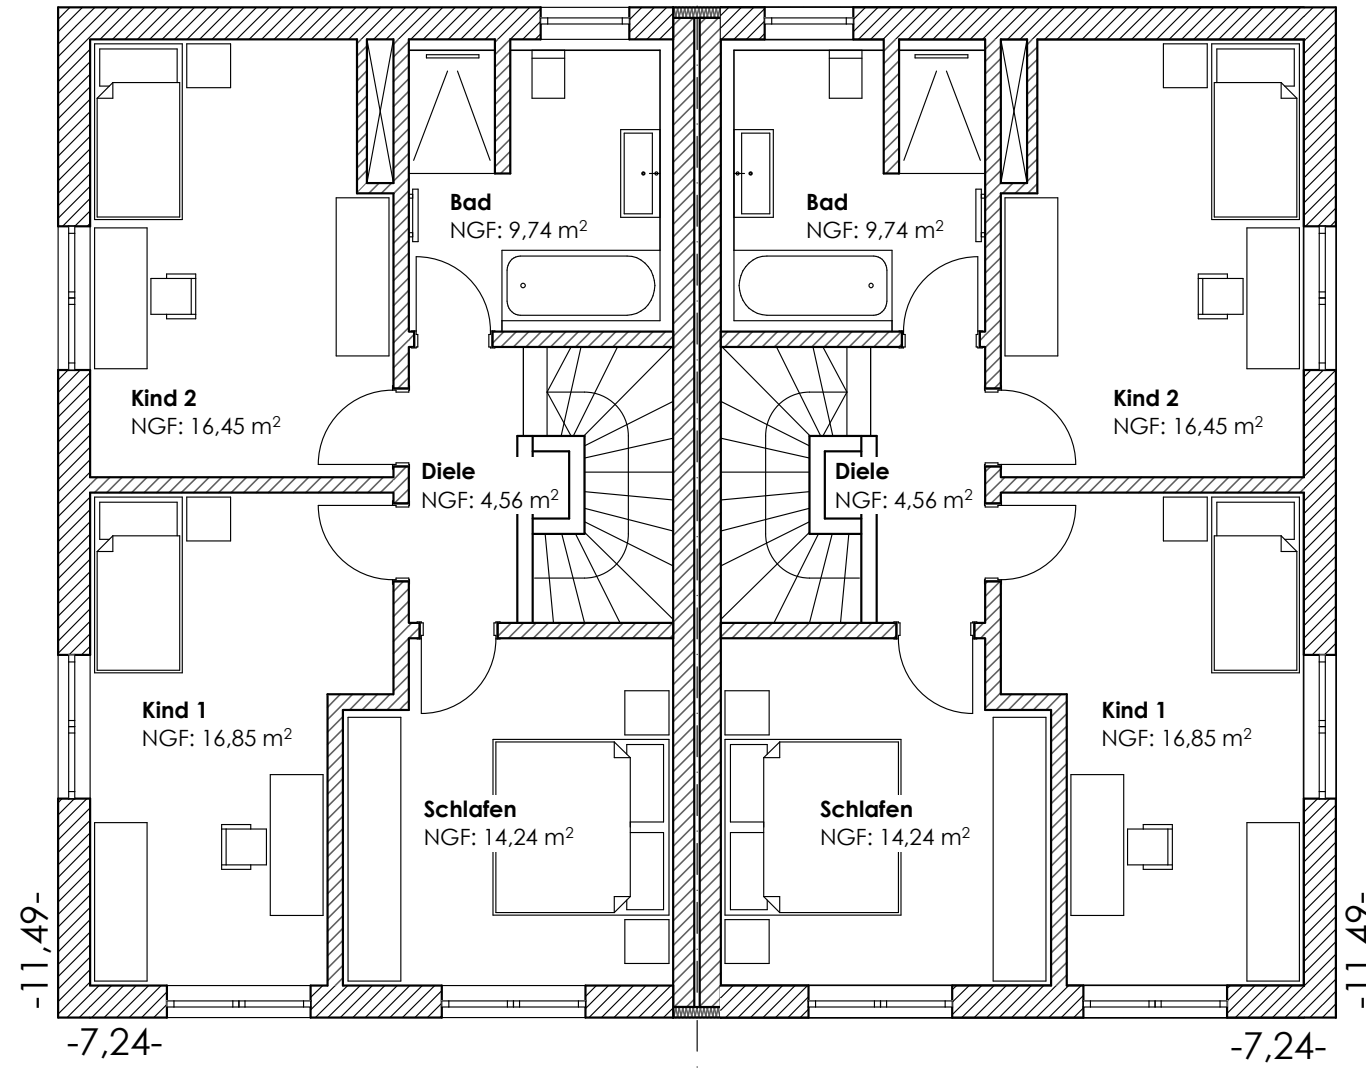 Bad
NGF: 9,74 m²
Bad
NGF: 9,74 m²
Kind 2
NGF: 16,45 m²
Kind 2
NGF: 16,45 m²
Diele
NGF: 4,56 m²
Diele
NGF: 4,56 m²
Kind 1
NGF: 16,85 m²
Kind 1
NGF: 16,85 m²
Schlafen
NGF: 14,24 m²
Schlafen
NGF: 14,24 m²
-11,49-
-11,49-
-7,24-
-7,24-